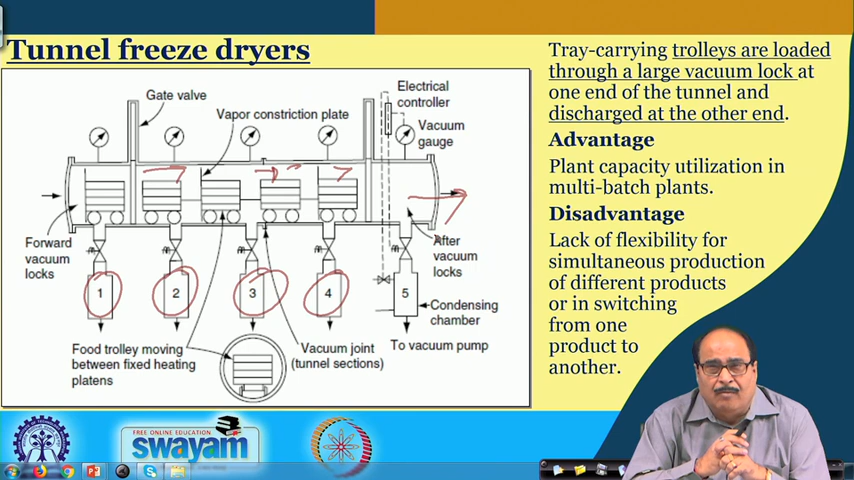 Tunnel freeze dryers
Gate valve
Vapor constriction plate
Electrical
controller
Vacuum
gauge
Forward
vacuum
locks
After
vacuum
locks
1
2
3
4
5
Condensing
chamber
Food trolley moving
between fixed heating
platens
Vacuum joint
(tunnel sections)
To vacuum pump
Tray-carrying trolleys are loaded
through a large vacuum lock at
one end of the tunnel and
discharged at the other end.
Advantage
Plant capacity utilization in
multi-batch plants.
Disadvantage
Lack of flexibility for
simultaneous production
of different products
or in switching
from one
product to
another.
FREE ONLINE EDUCATION
swayam